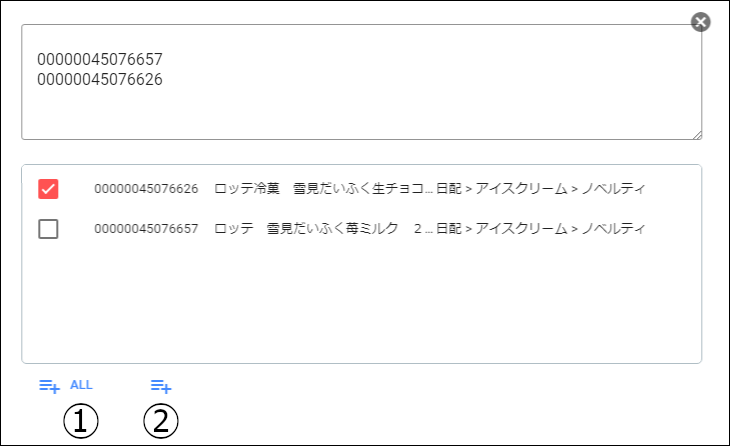 00000045076657
00000045076626
00000045076626 ロッテ冷菓 雪見だいふく生チョコ... 日配 > アイスクリーム > ノベルティ
00000045076657 ロッテ 雪見だいふく苺ミルク 2 ... 日配 > アイスクリーム > ノベルティ
ALL
① ②